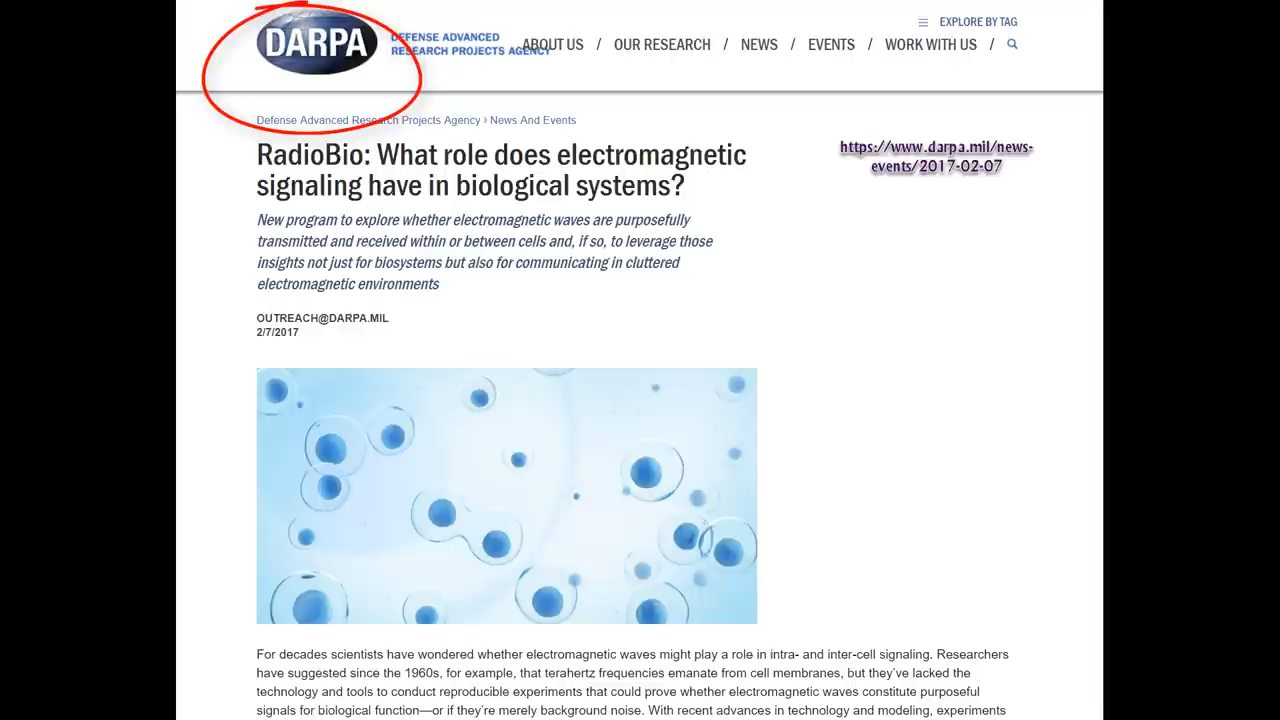 DARPA
DEFENSE ADVANCED
RESEARCH PROJECTS AGENCY
EXPLORE BY TAG
ABOUT US / OUR RESEARCH / NEWS / EVENTS / WORK WITH US /
Defense Advanced Research Projects Agency › News And Events
RadioBio: What role does electromagnetic
signaling have in biological systems?
https://www.darpa.mil/news-
events/2017-02-07
New program to explore whether electromagnetic waves are purposefully
transmitted and received within or between cells and, if so, to leverage those
insights not just for biosystems but also for communicating in cluttered
electromagnetic environments
OUTREACH@DARPA.MIL
2/7/2017
For decades scientists have wondered whether electromagnetic waves might play a role in intra- and inter-cell signaling. Researchers
have suggested since the 1960s, for example, that terahertz frequencies emanate from cell membranes, but they’ve lacked the
technology and tools to conduct reproducible experiments that could prove whether electromagnetic waves constitute purposeful
signals for biological function—or if they’re merely background noise. With recent advances in technology and modeling, experiments